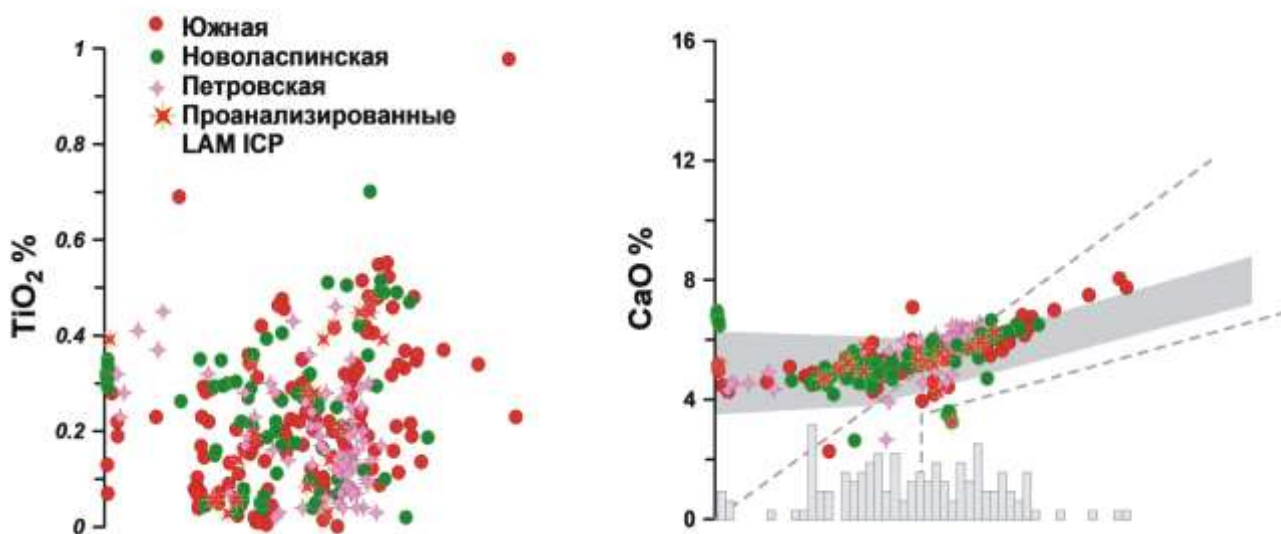 Южная
Новоласпинская
Петровская
Проанализированные
LAM ICP
TiO₂ %
1
0.8
0.6
0.4
0.2
0
CaO %
16
12
8
4
0